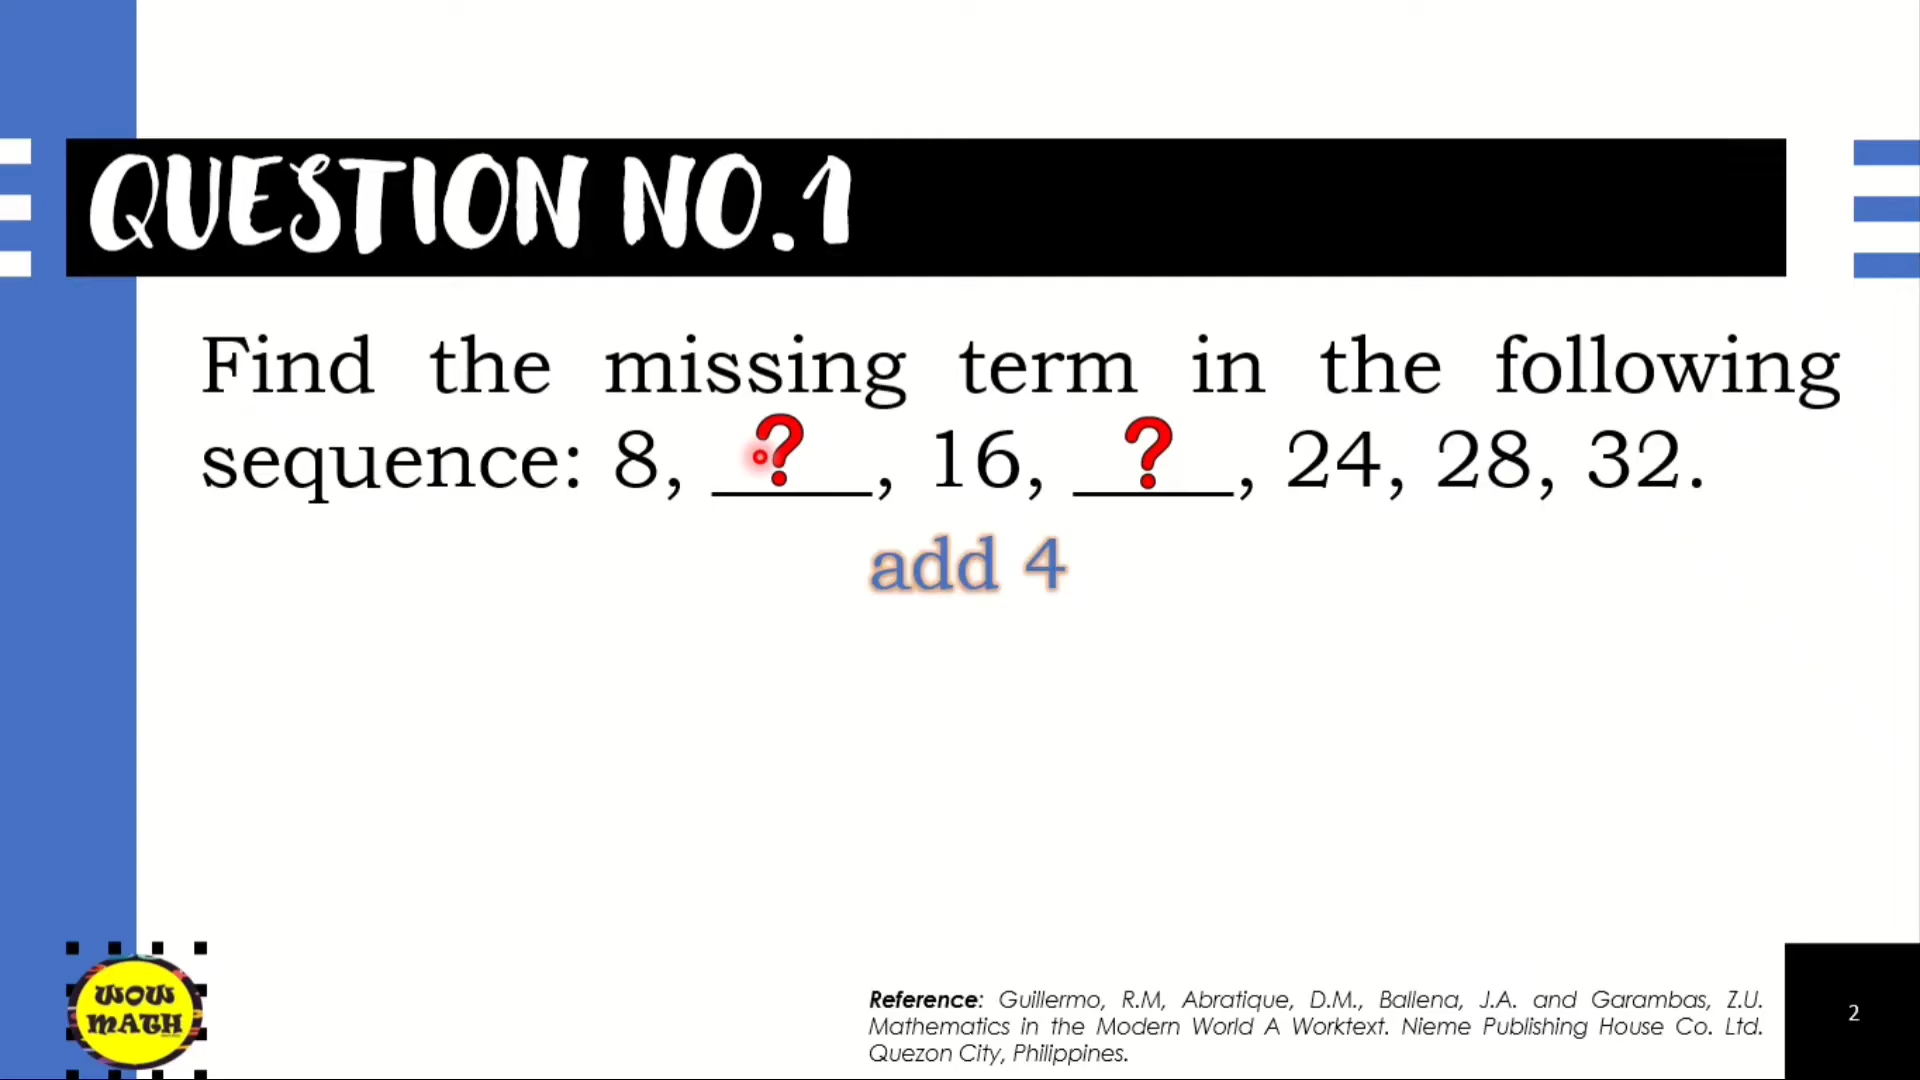 QUESTION NO.1
Find the missing term in the following
sequence: 8, ____, 16, ____, 24, 28, 32.
? ?
add 4
WOW
MATH
Reference: Guillermo, R.M, Abratique, D.M., Ballena, J.A. and Garambas, Z.U.
Mathematics in the Modern World A Worktext. Nieme Publishing House Co. Ltd.
Quezon City, Philippines.
2